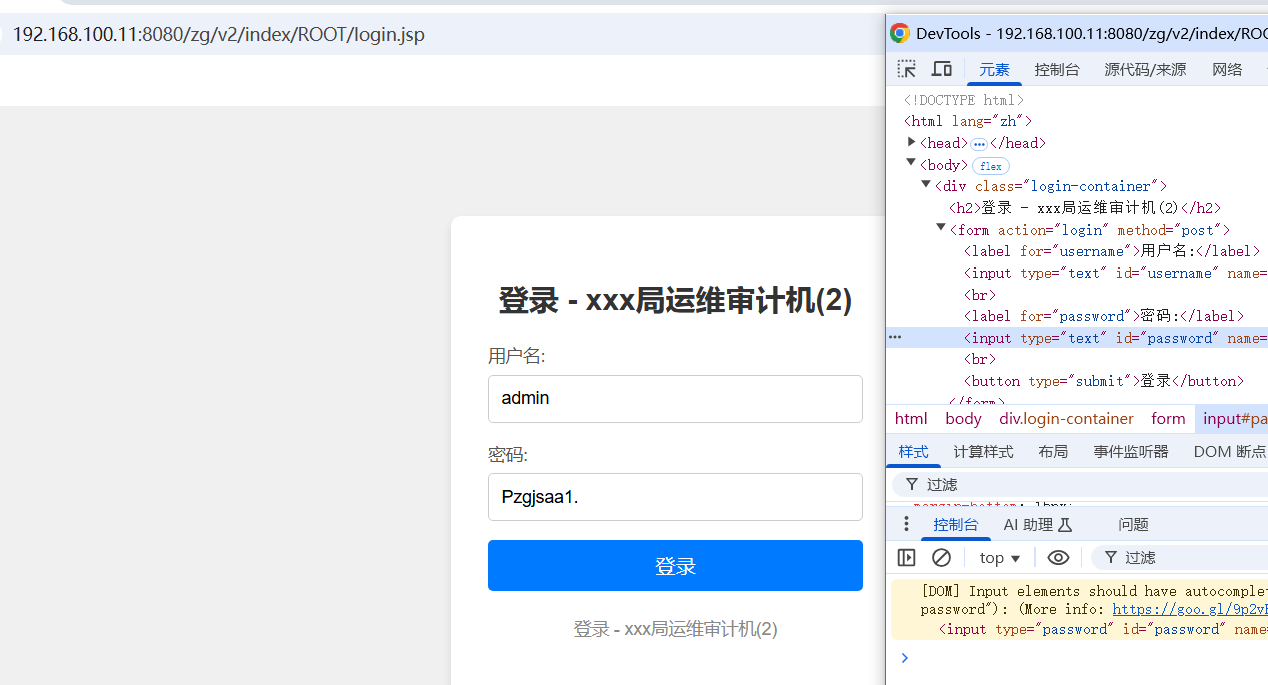 192.168.100.11:8080/zg/v2/index/ROOT/login.jsp
登录 - xxx局运维审计机(2)
用户名:
admin
密码:
Pzgjsaa1.
登录
登录 - xxx局运维审计机(2)
DevTools - 192.168.100.11:8080/zg/v2/index/ROO
元素 控制台 源代码/来源 网络
<!DOCTYPE html>
<html lang="zh">
<head>…</head>
<body> flex
<div class="login-container">
<h2>登录 - xxx局运维审计机(2)</h2>
<form action="login" method="post">
<label for="username">用户名:</label>
<input type="text" id="username" name=
<br>
<label for="password">密码:</label>
<input type="text" id="password" name=
<br>
<button type="submit">登录</button>
</form>
html body div.login-container form input#pa
样式 计算样式 布局 事件监听器 DOM 断点
过滤
控制台 AI 助理 问题
top 过滤
[DOM] Input elements should have autocomplet
password"): (More info: https://goo.gl/9p2vK
<input type="password" id="password" name=